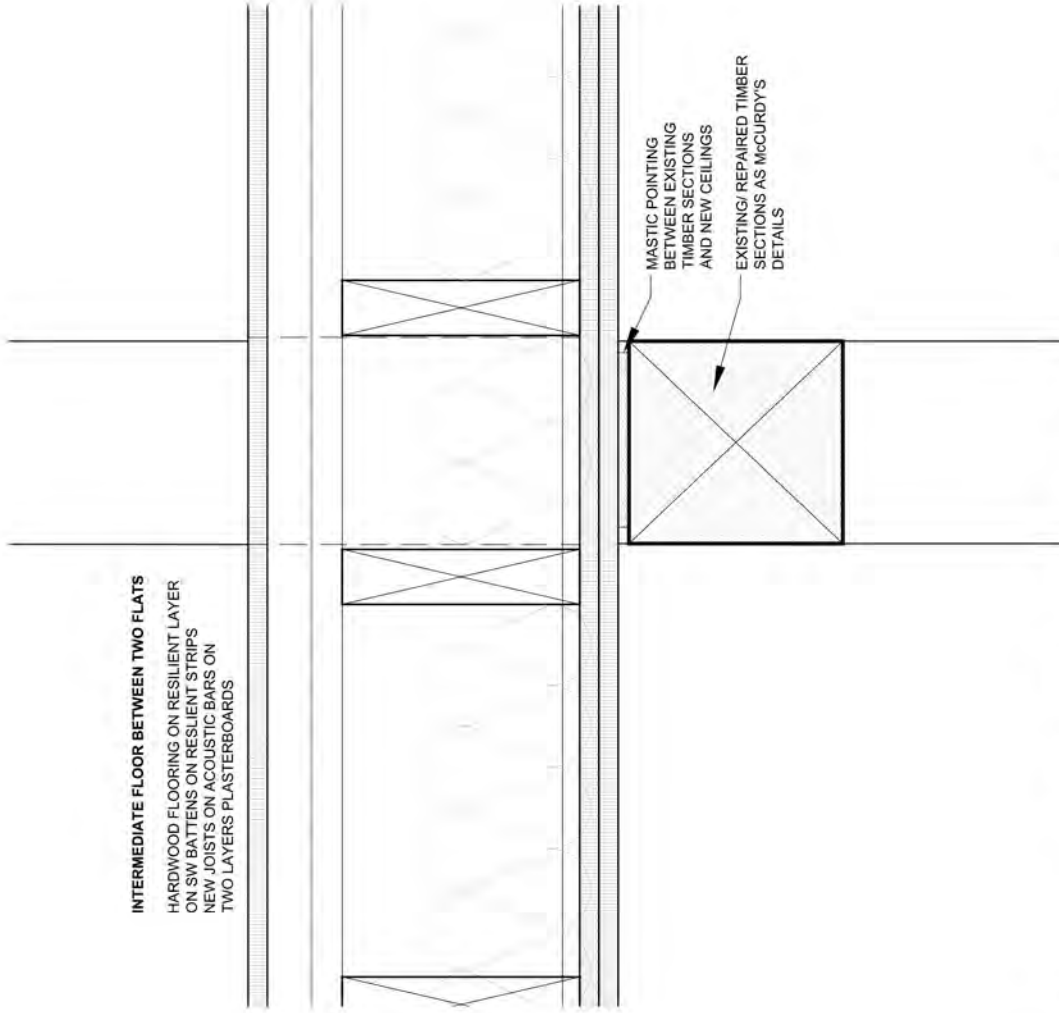 INTERMEDIATE FLOOR BETWEEN TWO FLATS
HARDWOOD FLOORING ON RESILIENT LAYER
ON SW BATTENS ON RESLIENT STRIPS
NEW JOISTS ON ACOUSTIC BARS ON
TWO LAYERS PLASTERBOARDS
MASTIC POINTING
BETWEEN EXISTING
TIMBER SECTIONS
AND NEW CEILINGS
EXISTING/ REPAIRED TIMBER
SECTIONS AS McCURDY'S
DETAILS